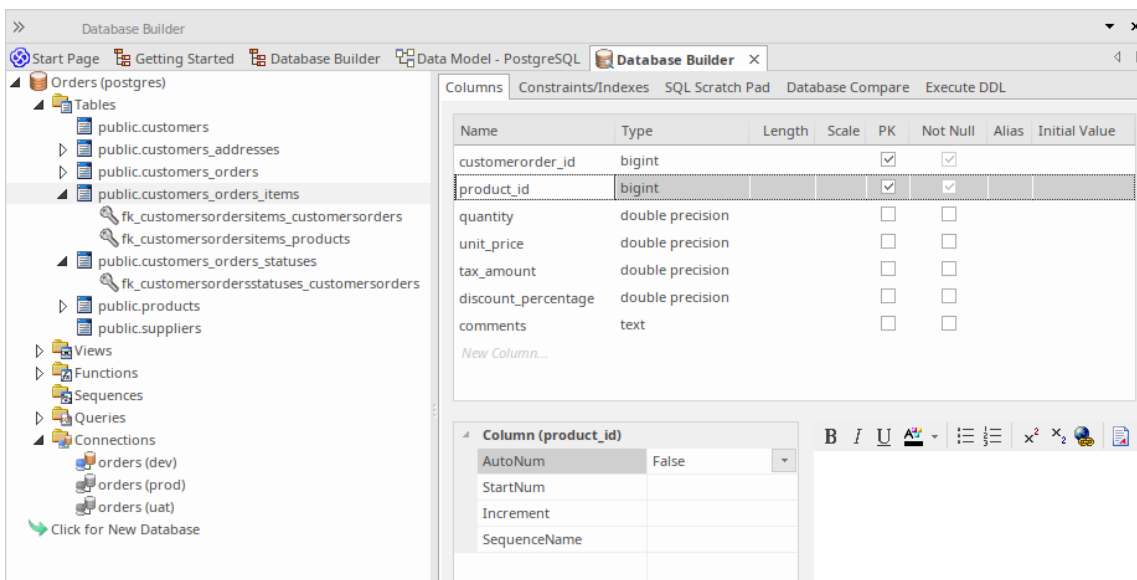 Database Builder
Start Page Getting Started Database Builder Data Model - PostgreSQL Database Builder
Orders (postgres)
Tables
public.customers
public.customers_addresses
public.customers_orders
public.customers_orders_items
fk_customersordersitems_customersorders
fk_customersordersitems_products
public.customers_orders_statuses
fk_customersordersstatuses_customersorders
public.products
public.suppliers
Views
Functions
Sequences
Queries
Connections
orders (dev)
orders (prod)
orders (uat)
Click for New Database
Columns Constraints/Indexes SQL Scratch Pad Database Compare Execute DDL
Name Type Length Scale PK Not Null Alias Initial Value
customerorder_id bigint
product_id bigint
quantity double precision
unit_price double precision
tax_amount double precision
discount_percentage double precision
comments text
New Column...
Column (product_id)
AutoNum False
StartNum
Increment
SequenceName
B I U A x² x₂